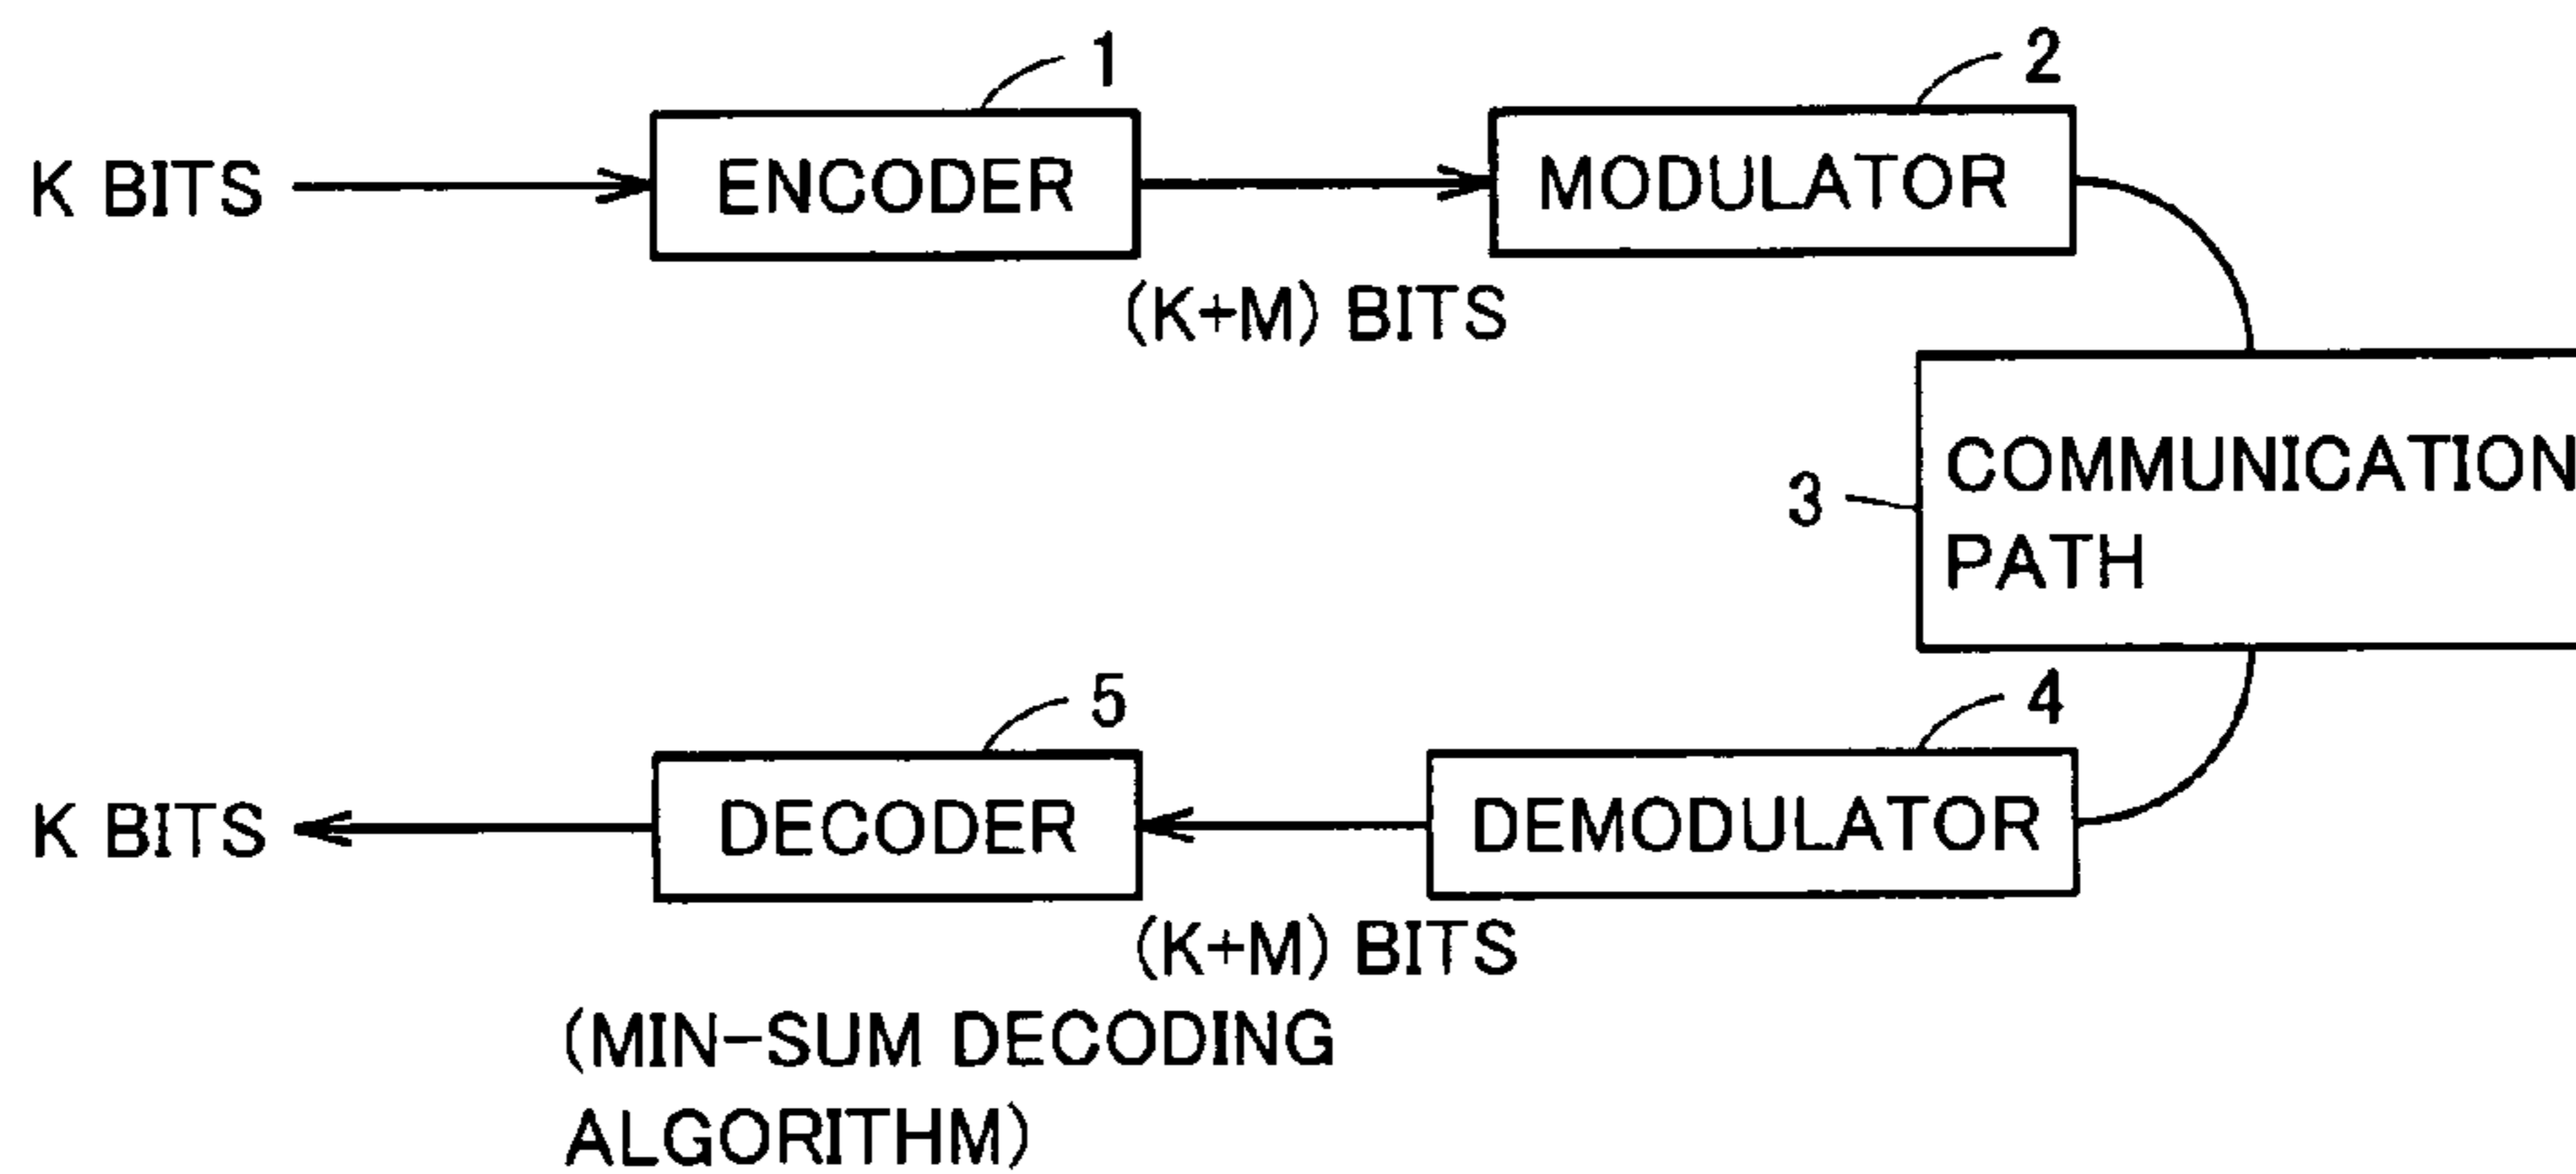 1
2
K BITS
ENCODER
MODULATOR
(K+M) BITS
3
COMMUNICATION
PATH
5
4
K BITS
DECODER
DEMODULATOR
(K+M) BITS
(MIN-SUM DECODING
ALGORITHM)